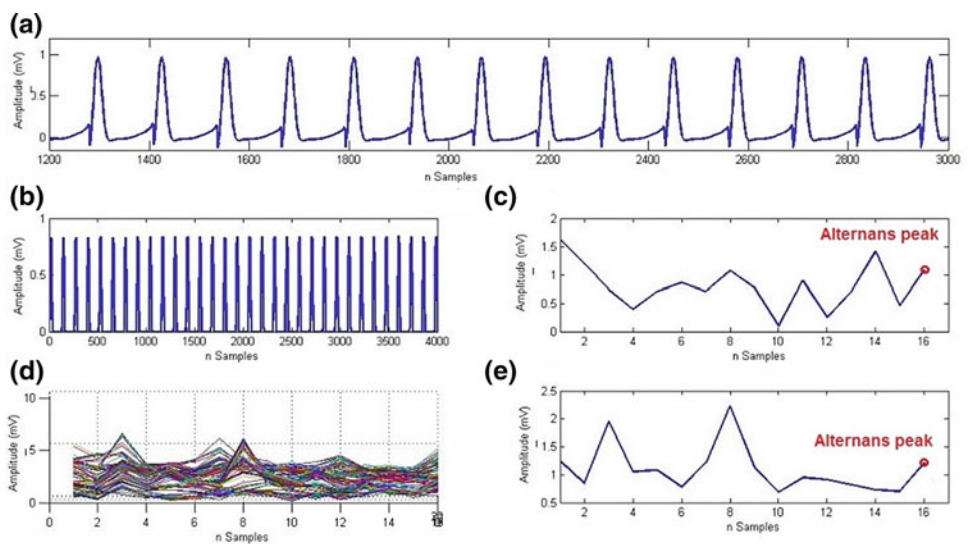 (a)
Amplitude (mV)
1
0.5
0
1200 1400 1600 1800 2000 2200 2400 2600 2800 3000
n Samples
(b)
Amplitude (mV)
1
0.5
0
0 500 1000 1500 2000 2500 3000 3500 4000
n Samples
(c)
Amplitude (mV)
2
1.5
1
0.5
0
2 4 6 8 10 12 14 16
n Samples
Alternans peak
(d)
Amplitude (mV)
10
5
0
0 2 4 6 8 10 12 14
n Samples
(e)
Amplitude (mV)
2.5
2
1.5
1
0.5
2 4 6 8 10 12 14 16
n Samples
Alternans peak